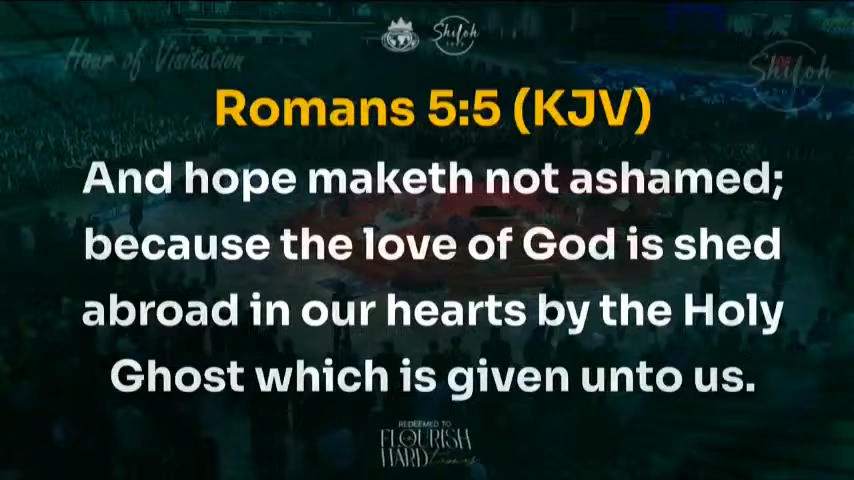 Shiloh
Hour of Visitation
Shiloh
Romans 5:5 (KJV)
And hope maketh not ashamed;
because the love of God is shed
abroad in our hearts by the Holy
Ghost which is given unto us.
REDEEMED TO
FLOURISH
HARD Times